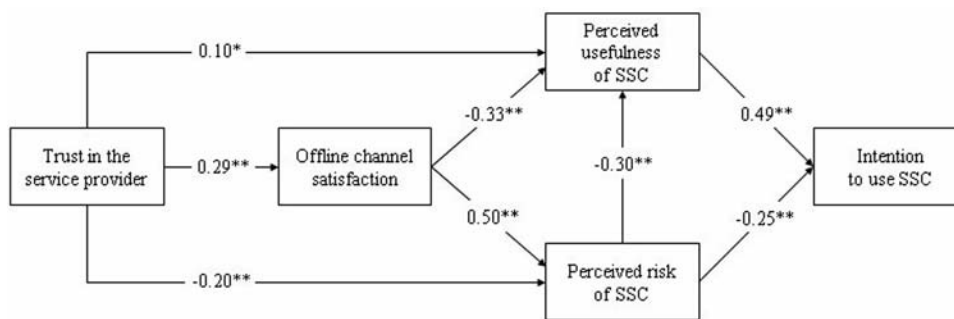 Perceived
usefulness
of SSC
0.10*
-0.33**
0.49**
Trust in the
service provider
0.29**
Offline channel
satisfaction
-0.30**
Intention
to use SSC
0.50**
-0.25**
-0.20**
Perceived risk
of SSC